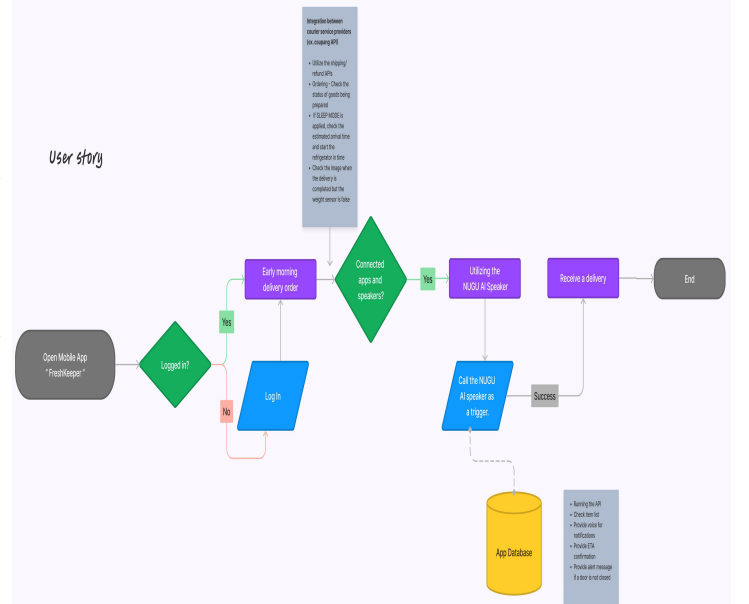 Integration between
courier service providers
(ex. coupang API)
• Utilize the shipping/
refund APIs
• Ordering - Check the
status of goods being
prepared
• If SLEEP MODE is
applied, check the
estimated arrival time
and start the
refrigerator in time
• Check the image when
the delivery is
completed but the
weight sensor is false
User story
Open Mobile App
" FreshKeeper "
Logged in?
Yes
No
Log In
Early morning
delivery order
Connected
apps and
speakers?
Yes
Utilizing the
NUGU AI Speaker
Call the NUGU
AI speaker as
a trigger.
Success
Receive a delivery
End
App Database
• Running the API
• Check item list
• Provide voice for
notifications
• Provide ETA
confirmation
• Provide alert message
if a door is not closed